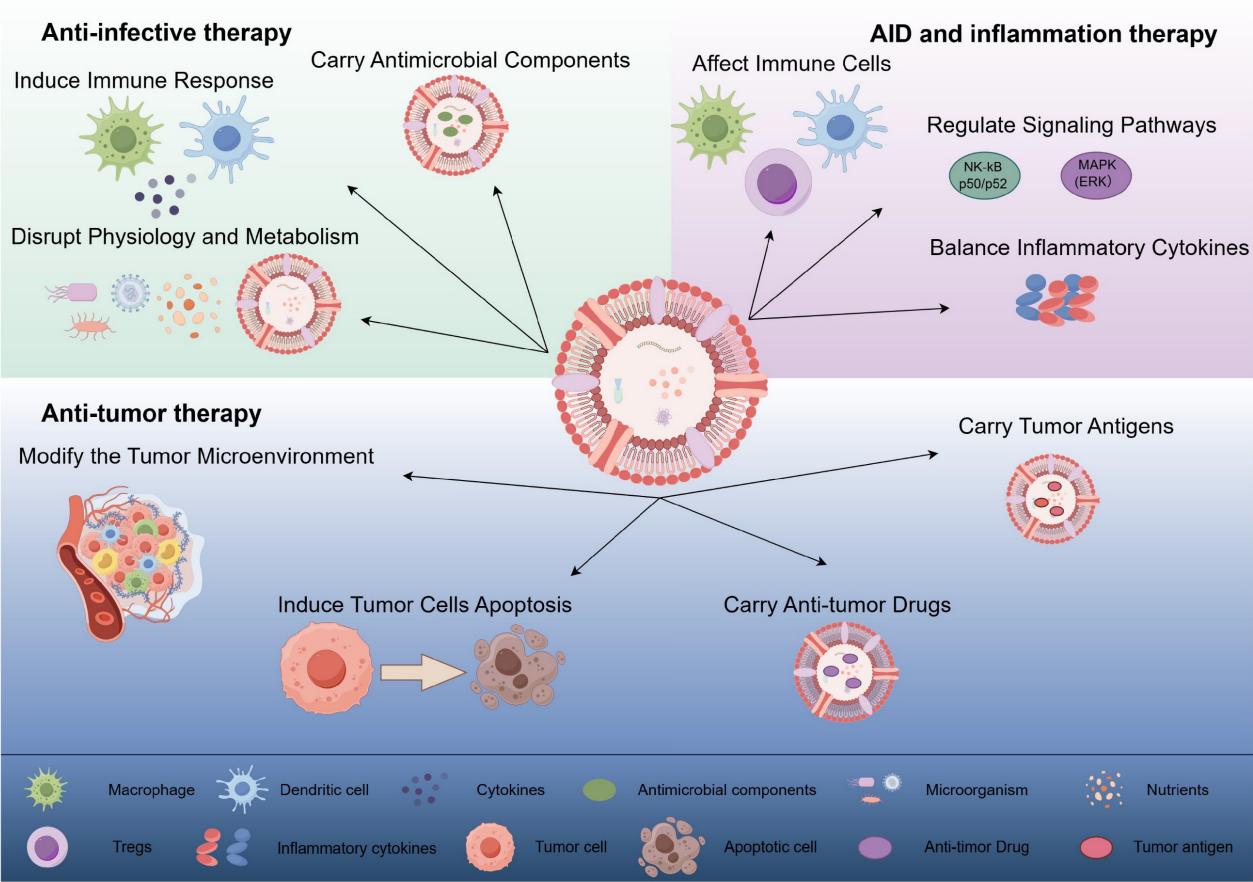 Anti-infective therapy
Induce Immune Response
Carry Antimicrobial Components
Disrupt Physiology and Metabolism
AID and inflammation therapy
Affect Immune Cells
Regulate Signaling Pathways
NK-kB
p50/p52
MAPK
(ERK)
Balance Inflammatory Cytokines
Anti-tumor therapy
Modify the Tumor Microenvironment
Carry Tumor Antigens
Induce Tumor Cells Apoptosis
Carry Anti-tumor Drugs
Macrophage
Dendritic cell
Cytokines
Antimicrobial components
Microorganism
Nutrients
Tregs
Inflammatory cytokines
Tumor cell
Apoptotic cell
Anti-timor Drug
Tumor antigen